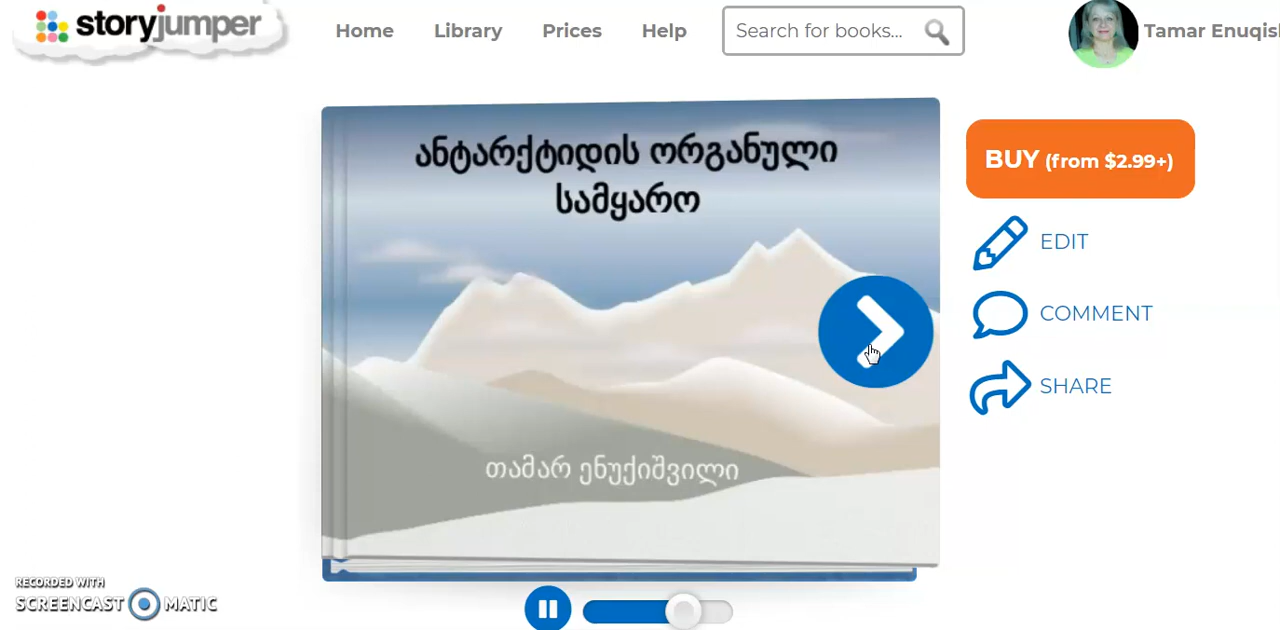 storyjumper
Home Library Prices Help Search for books... Tamar Enuqish
ანტარქტიდის ორგანული
სამყარო
თამარ ენუქიშვილი
BUY (from $2.99+)
EDIT
COMMENT
SHARE
RECORDED WITH
SCREENCAST MATIC